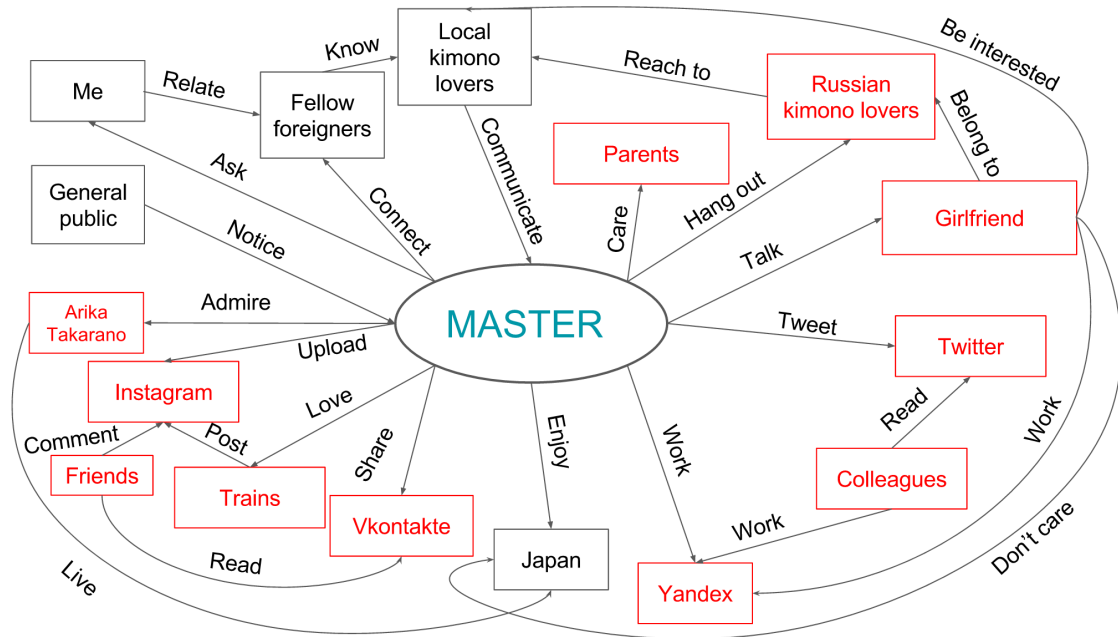 Local
kimono
lovers
Know
Be interested
Reach to
Russian
kimono lovers
Me
Relate
Fellow
foreigners
Communicate
Parents
Belong to
Ask
General
public
Connect
Care
Hang out
Girlfriend
Notice
Talk
Arika
Takarano
Admire
MASTER
Tweet
Twitter
Upload
Instagram
Love
Comment
Post
Share
Enjoy
Work
Read
Work
Friends
Trains
Colleagues
Vkontakte
Work
Don't care
Read
Japan
Live
Yandex